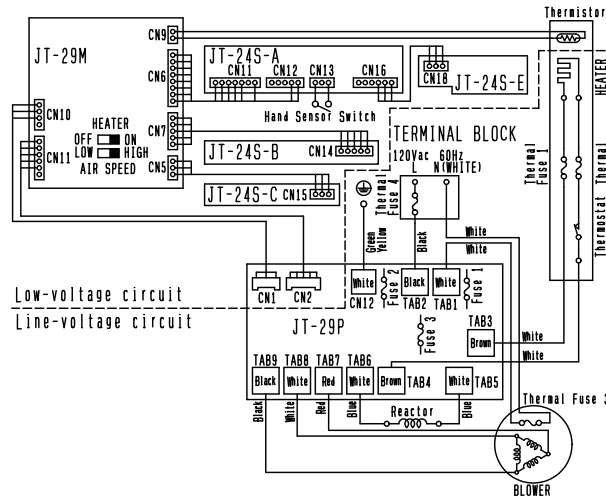 Thermistor
CN9
JT-29M
JT-24S-A
CN6
CN11
CN12
CN13
CN16
CN18
JT-24S-E
HEATER
CN10
Hand Sensor Switch
HEATER
OFF ON
LOW HIGH
AIR SPEED
CN7
JT-24S-B
CN14
TERMINAL BLOCK
120Vac 60Hz
L N(WHITE)
CN11
CN5
JT-24S-C
CN15
Thermal
Fuse 4
Thermal
Fuse 1
Thermostat
Thermal
Green
Yellow
Black
White
White
CN1
CN2
White
CN12
Fuse 2
Black
TAB2
White
TAB1
Fuse 1
Low-voltage circuit
Line-voltage circuit
JT-29P
Fuse 3
TAB3
Brown
White
White
TAB9
TAB8
TAB7
TAB6
Black
White
Red
White
Brown
TAB4
White
TAB5
Black
White
Red
Blue
Reactor
Blue
Thermal Fuse 3
BLOWER